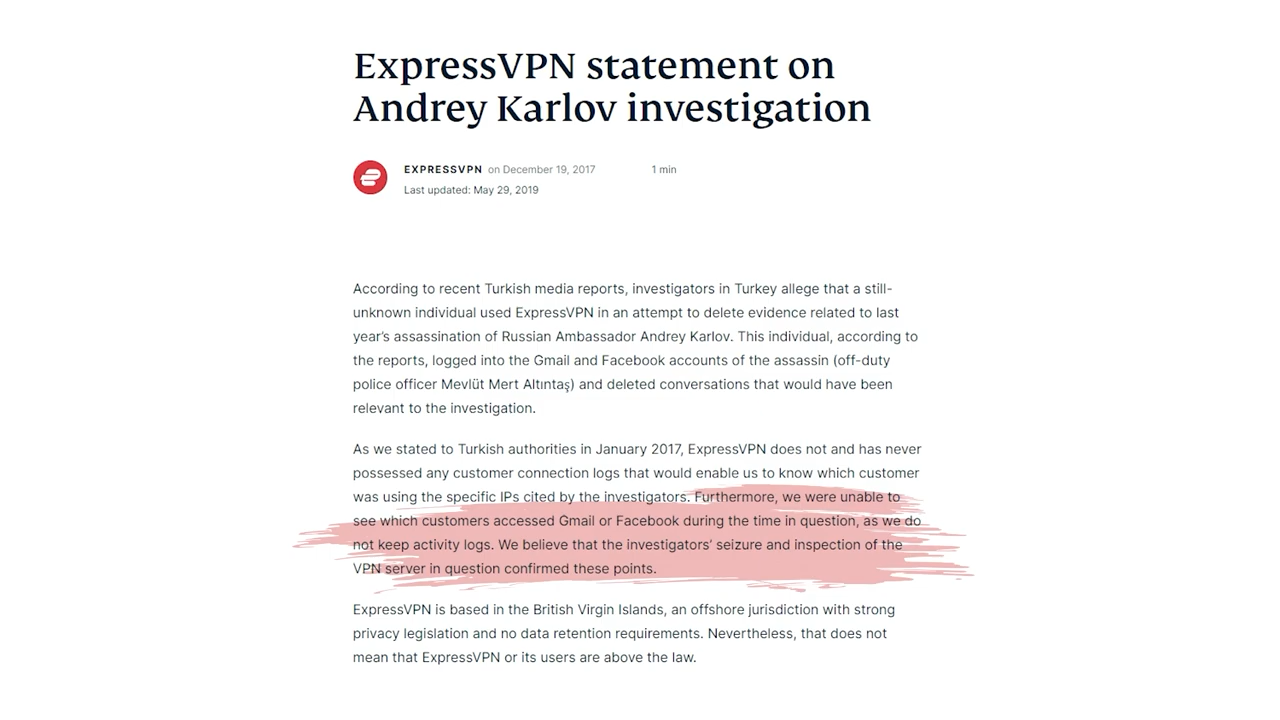 ExpressVPN statement on
Andrey Karlov investigation
EXPRESSVPN on December 19, 2017 1 min
Last updated: May 29, 2019
According to recent Turkish media reports, investigators in Turkey allege that a still-
unknown individual used ExpressVPN in an attempt to delete evidence related to last
year's assassination of Russian Ambassador Andrey Karlov. This individual, according to
the reports, logged into the Gmail and Facebook accounts of the assassin (off-duty
police officer Mevlüt Mert Altıntaş) and deleted conversations that would have been
relevant to the investigation.
As we stated to Turkish authorities in January 2017, ExpressVPN does not and has never
possessed any customer connection logs that would enable us to know which customer
was using the specific IPs cited by the investigators. Furthermore, we were unable to
see which customers accessed Gmail or Facebook during the time in question, as we do
not keep activity logs. We believe that the investigators' seizure and inspection of the
VPN server in question confirmed these points.
ExpressVPN is based in the British Virgin Islands, an offshore jurisdiction with strong
privacy legislation and no data retention requirements. Nevertheless, that does not
mean that ExpressVPN or its users are above the law.